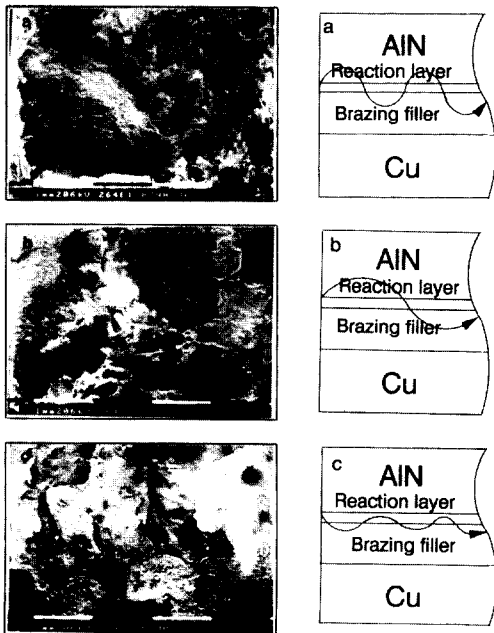 a
a
AlN
Reaction layer
Brazing filler
Cu
b
AlN
Reaction layer
Brazing filler
Cu
c
AlN
Reaction layer
Brazing filler
Cu